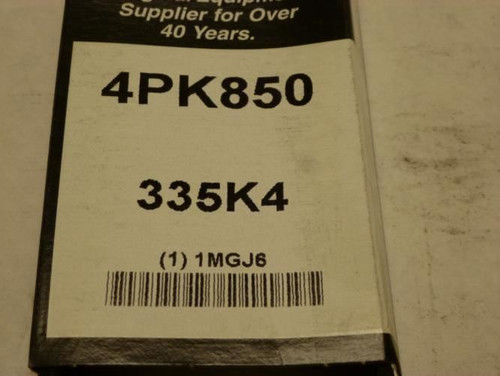 Supplier for Over
40 Years.
4PK850
335K4
(1) 1MGJ6